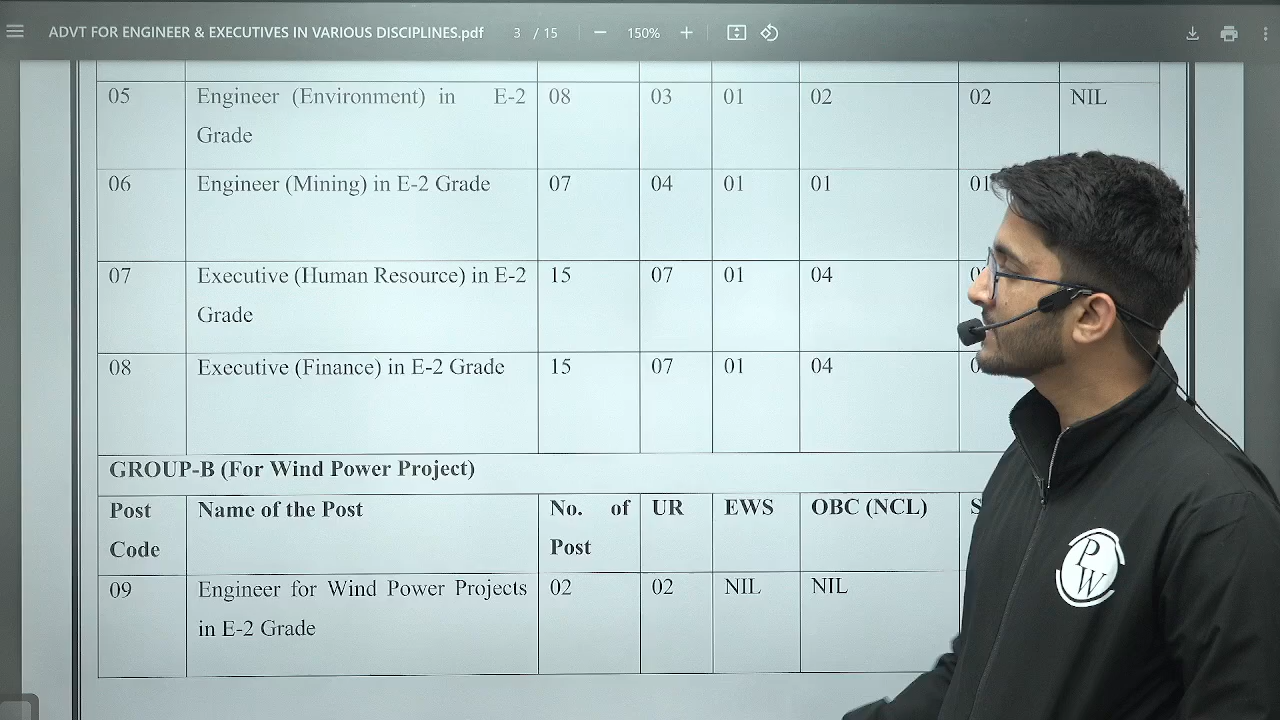 ADVT FOR ENGINEER & EXECUTIVES IN VARIOUS DISCIPLINES.pdf 3 / 15 150%
05 Engineer (Environment) in E-2 08 03 01 02 02 NIL
Grade
06 Engineer (Mining) in E-2 Grade 07 04 01 01 01
07 Executive (Human Resource) in E-2 15 07 01 04
Grade
08 Executive (Finance) in E-2 Grade 15 07 01 04
GROUP-B (For Wind Power Project)
Post Name of the Post No. of UR EWS OBC (NCL) S
Code Post
09 Engineer for Wind Power Projects 02 02 NIL NIL
in E-2 Grade
P
W